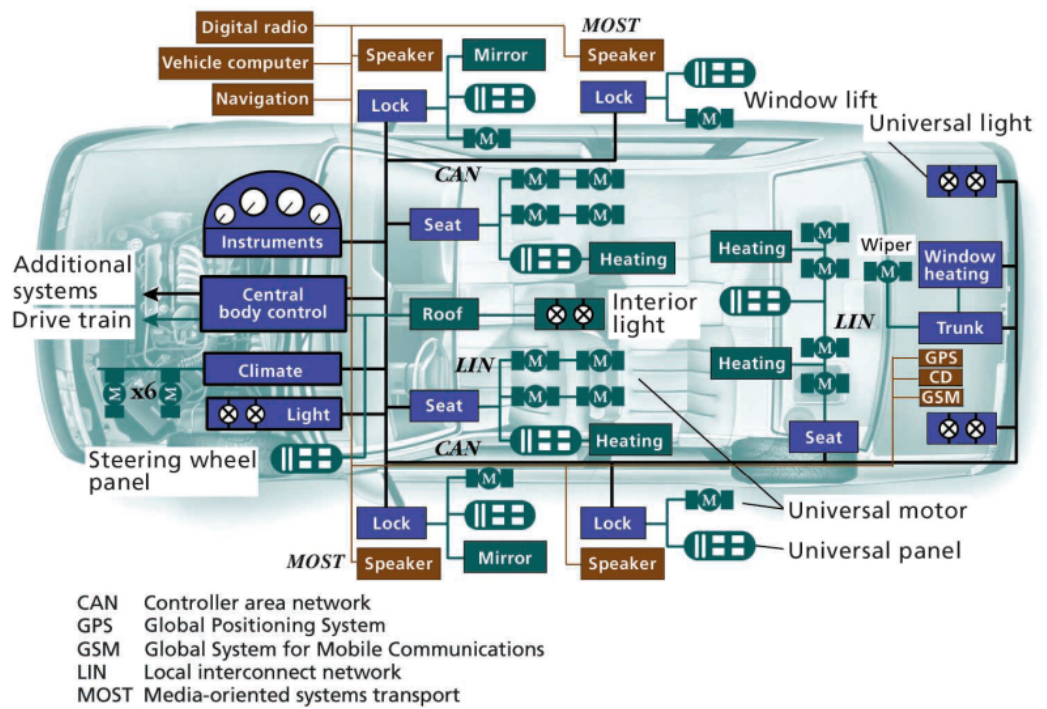 Digital radio
MOST
Speaker
Mirror
Speaker
Vehicle computer
Navigation
Lock
Lock
M
M
Window lift
Universal light
CAN
M
M
Seat
M
M
Instruments
Heating
Heating
M
M
Wiper
M
Window
heating
Additional
systems
Drive train
Central
body control
Roof
Interior
light
LIN
Trunk
M
x6
M
Climate
LIN
M
M
Heating
M
M
GPS
CD
GSM
Light
Seat
M
M
CAN
Heating
Seat
Steering wheel
panel
M
Lock
Lock
M
Universal motor
MOST
Speaker
Mirror
Speaker
Universal panel
CAN Controller area network
GPS Global Positioning System
GSM Global System for Mobile Communications
LIN Local interconnect network
MOST Media-oriented systems transport